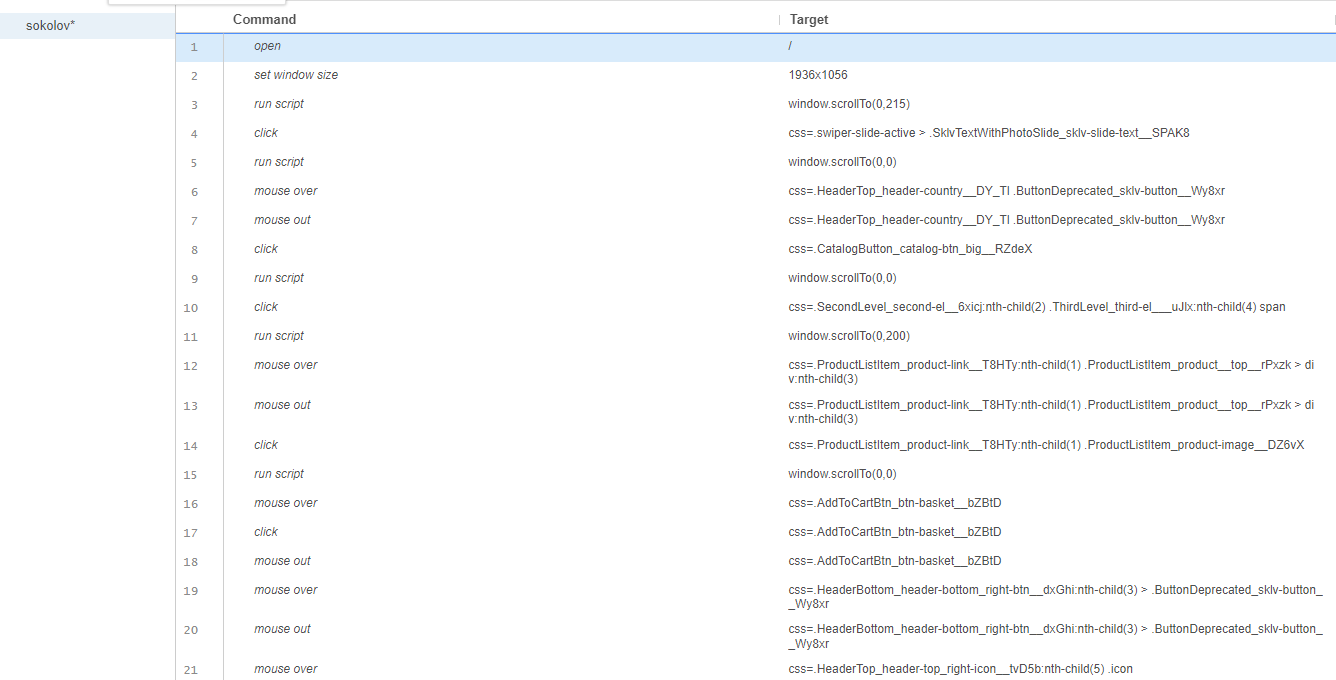 sokolov*
Command Target
1 open /
2 set window size 1936x1056
3 run script window.scrollTo(0,215)
4 click css=.swiper-slide-active > .SklvTextWithPhotoSlide_sklv-slide-text__SPAK8
5 run script window.scrollTo(0,0)
6 mouse over css=.HeaderTop_header-country__DY_TI .ButtonDeprecated_sklv-button__Wy8xr
7 mouse out css=.HeaderTop_header-country__DY_TI .ButtonDeprecated_sklv-button__Wy8xr
8 click css=.CatalogButton_catalog-btn_big__RZdeX
9 run script window.scrollTo(0,0)
10 click css=.SecondLevel_second-el__6xicj:nth-child(2) .ThirdLevel_third-el___uJlx:nth-child(4) span
11 run script window.scrollTo(0,200)
12 mouse over css=.ProductListItem_product-link__T8HTy:nth-child(1) .ProductListItem_product__top__rPxzk > di
v:nth-child(3)
13 mouse out css=.ProductListItem_product-link__T8HTy:nth-child(1) .ProductListItem_product__top__rPxzk > di
v:nth-child(3)
14 click css=.ProductListItem_product-link__T8HTy:nth-child(1) .ProductListItem_product-image__DZ6vX
15 run script window.scrollTo(0,0)
16 mouse over css=.AddToCartBtn_btn-basket__bZBtD
17 click css=.AddToCartBtn_btn-basket__bZBtD
18 mouse out css=.AddToCartBtn_btn-basket__bZBtD
19 mouse over css=.HeaderBottom_header-bottom_right-btn__dxGhi:nth-child(3) > .ButtonDeprecated_sklv-button_
_Wy8xr
20 mouse out css=.HeaderBottom_header-bottom_right-btn__dxGhi:nth-child(3) > .ButtonDeprecated_sklv-button_
_Wy8xr
21 mouse over css=.HeaderTop_header-top_right-icon__tvD5b:nth-child(5) .icon